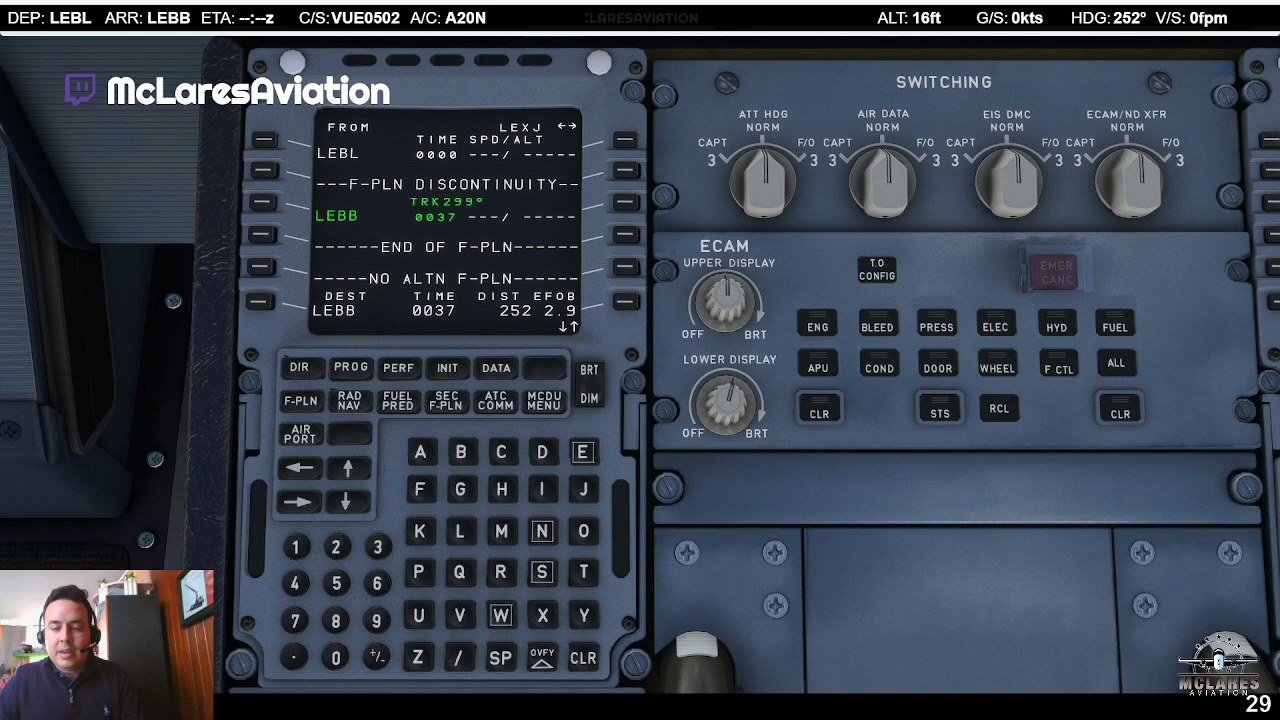 DEP: LEBL ARR: LEBB ETA: --:--z C/S:VUE0502 A/C: A20N ALT: 16ft G/S: 0kts HDG: 252° V/S: 0fpm
McLaresAviation
FROM LEXJ ←→
TIME SPD/ALT
LEBL 0000 ---/ -----
---F-PLN DISCONTINUITY--
TRK299°
LEBB 0037 ---/ -----
------END OF F-PLN------
-----NO ALTN F-PLN------
DEST TIME DIST EFOB
LEBB 0037 252 2.9
↓↑
DIR PROG PERF INIT DATA
BRT
DIM
F-PLN RAD NAV FUEL PRED SEC F-PLN ATC COMM MCDU MENU
AIR PORT
← ↑
→ ↓
A B C D E
F G H I J
K L M N O
P Q R S T
U V W X Y
Z / SP OVFY CLR
1 2 3
4 5 6
7 8 9
. 0 +/-
SWITCHING
ATT HDG AIR DATA EIS DMC ECAM/ND XFR
NORM NORM NORM NORM
CAPT F/O CAPT F/O CAPT F/O CAPT F/O
3 3 3 3 3 3 3 3
ECAM
UPPER DISPLAY
OFF BRT
LOWER DISPLAY
OFF BRT
T.O
CONFIG
EMER
CANC
ENG BLEED PRESS ELEC HYD FUEL
APU COND DOOR WHEEL F CTL ALL
CLR STS RCL CLR
MCLARES
AVIATION
29